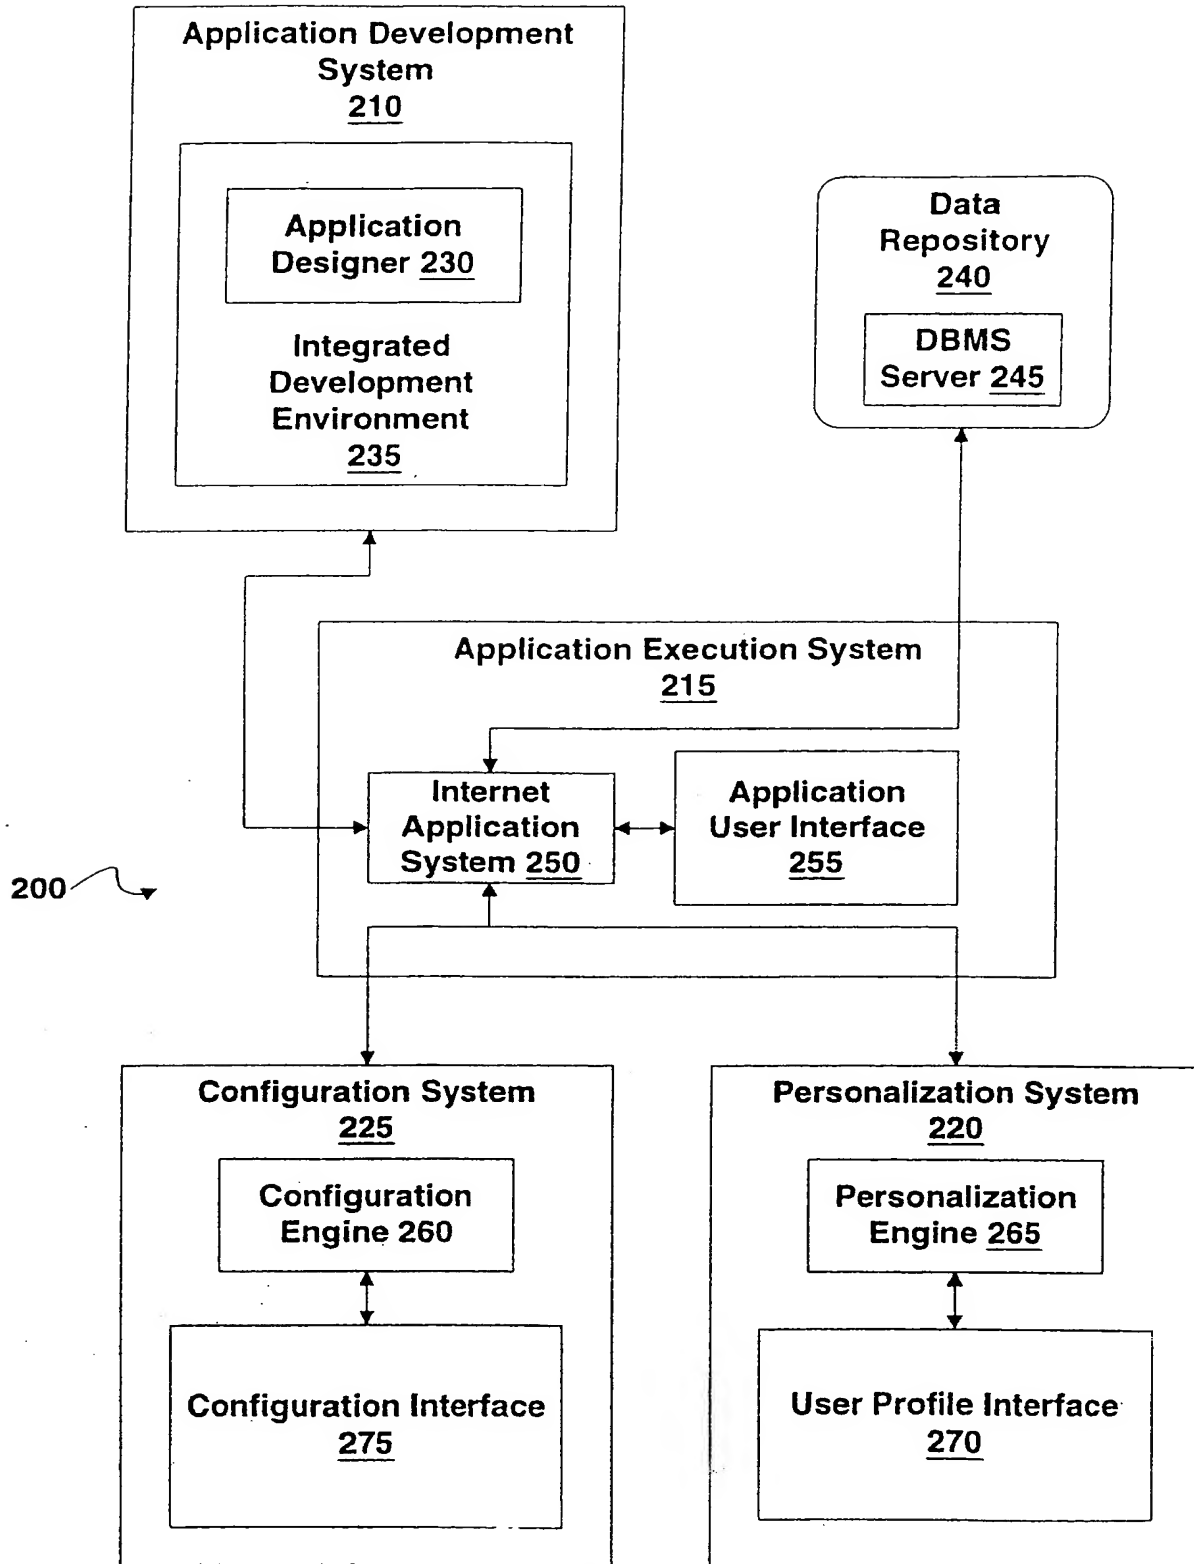 Application Development
System
210
Application
Designer 230
Integrated
Development
Environment
235
Data
Repository
240
DBMS
Server 245
Application Execution System
215
Internet
Application
System 250
Application
User Interface
255
200
Configuration System
225
Configuration
Engine 260
Configuration Interface
275
Personalization System
220
Personalization
Engine 265
User Profile Interface
270